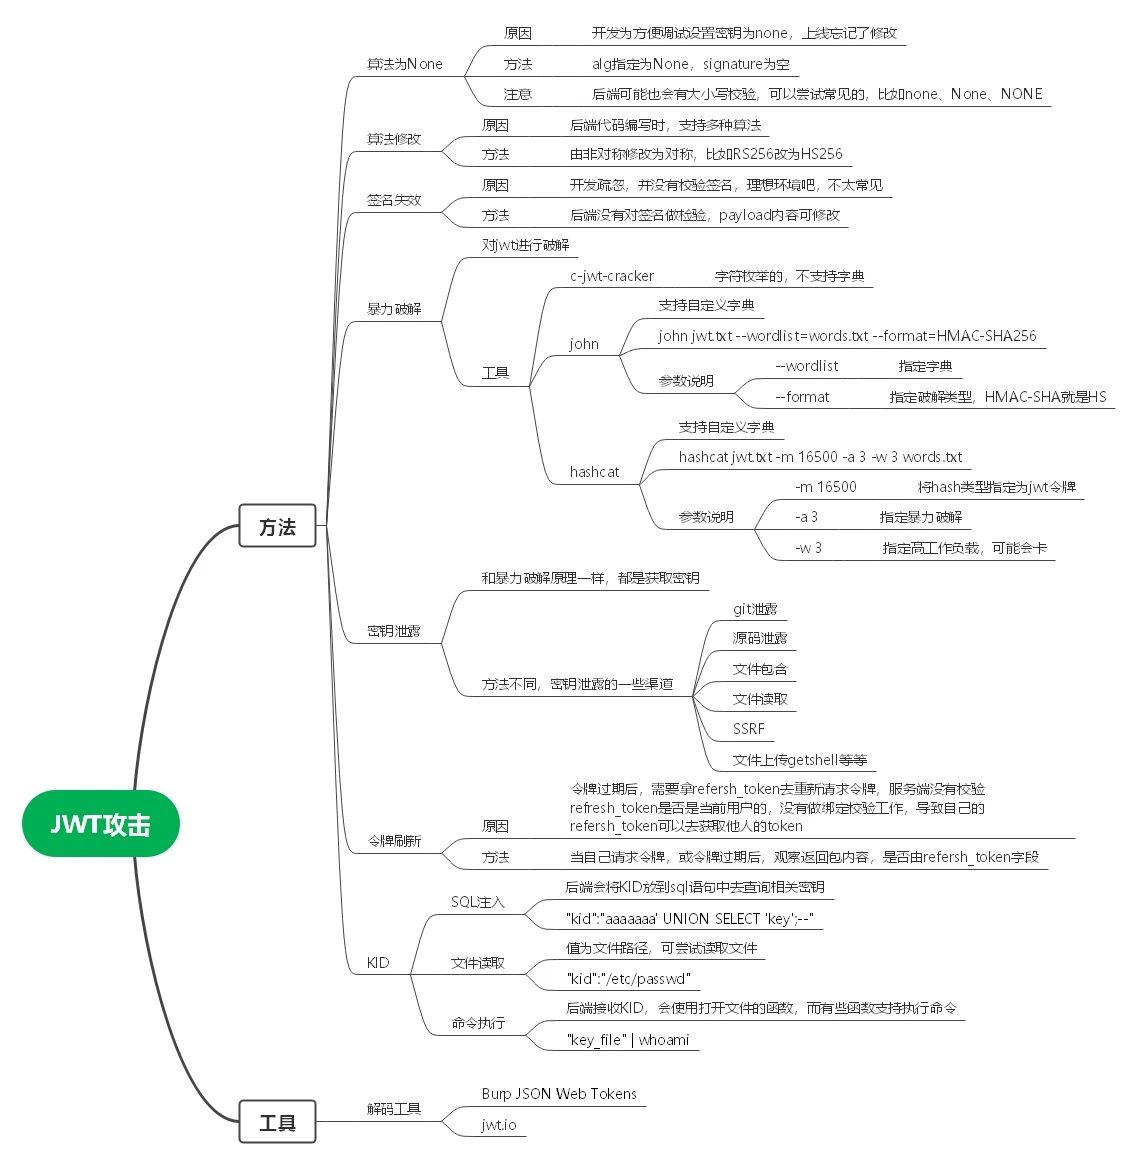 JWT攻击
方法
算法为None
原因
开发为方便调试设置密钥为none，上线忘记了修改
方法
alg指定为None，signature为空
注意
后端可能也会有大小写校验，可以尝试常见的，比如none、None、NONE
算法修改
原因
后端代码编写时，支持多种算法
方法
由非对称修改为对称，比如RS256改为HS256
签名失效
原因
开发疏忽，并没有校验签名，理想环境吧，不太常见
方法
后端没有对签名做检验，payload内容可修改
暴力破解
对jwt进行破解
工具
c-jwt-cracker
字符枚举的，不支持字典
john
支持自定义字典
john jwt.txt --wordlist=words.txt --format=HMAC-SHA256
参数说明
--wordlist
指定字典
--format
指定破解类型，HMAC-SHA就是HS
hashcat
支持自定义字典
hashcat jwt.txt -m 16500 -a 3 -w 3 words.txt
参数说明
-m 16500
将hash类型指定为jwt令牌
-a 3
指定暴力破解
-w 3
指定高工作负载，可能会卡
密钥泄露
和暴力破解原理一样，都是获取密钥
方法不同，密钥泄露的一些渠道
git泄露
源码泄露
文件包含
文件读取
SSRF
文件上传getshell等等
令牌刷新
原因
令牌过期后，需要拿refersh_token去重新请求令牌，服务端没有校验
refresh_token是否是当前用户的，没有做绑定校验工作，导致自己的
refersh_token可以去获取他人的token
方法
当自己请求令牌，或令牌过期后，观察返回包内容，是否由refersh_token字段
KID
SQL注入
后端会将KID放到sql语句中去查询相关密钥
"kid":"aaaaaaa' UNION SELECT 'key';--"
文件读取
值为文件路径，可尝试读取文件
"kid":"/etc/passwd"
命令执行
后端接收KID，会使用打开文件的函数，而有些函数支持执行命令
"key_file" | whoami
工具
解码工具
Burp JSON Web Tokens
jwt.io